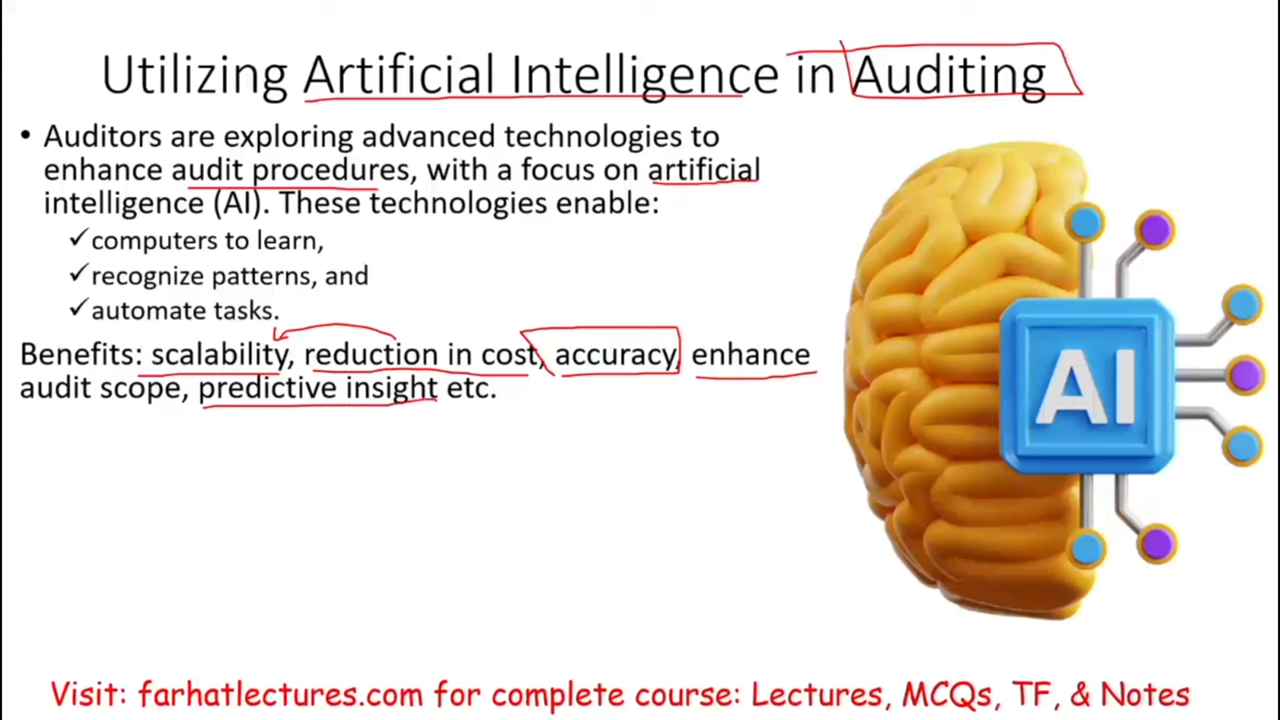 Utilizing Artificial Intelligence in Auditing
• Auditors are exploring advanced technologies to
enhance audit procedures, with a focus on artificial
intelligence (AI). These technologies enable:
✓computers to learn,
✓recognize patterns, and
✓automate tasks.
Benefits: scalability, reduction in cost, accuracy, enhance
audit scope, predictive insight etc.
AI
Visit: farhatlectures.com for complete course: Lectures, MCQs, TF, & Notes